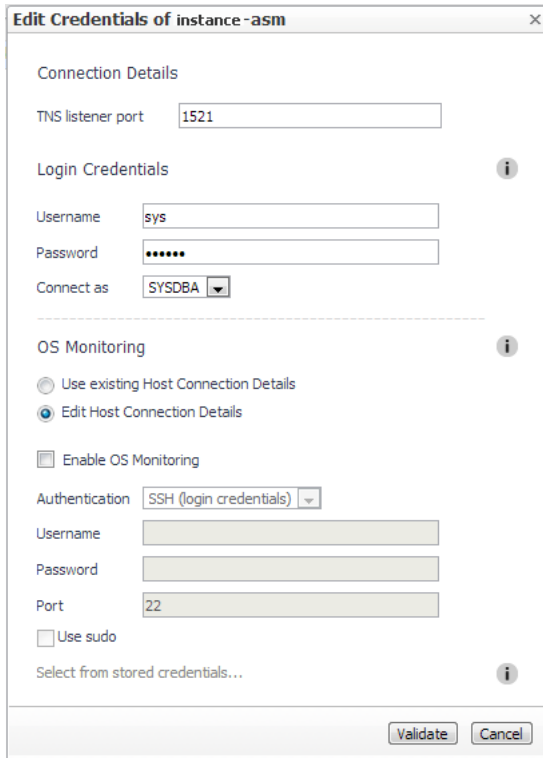 Edit Credentials of instance-asm
Connection Details
TNS listener port 1521
Login Credentials
Username sys
Password ••••••
Connect as SYSDBA
OS Monitoring
Use existing Host Connection Details
Edit Host Connection Details
Enable OS Monitoring
Authentication SSH (login credentials)
Username
Password
Port 22
Use sudo
Select from stored credentials...
Validate Cancel